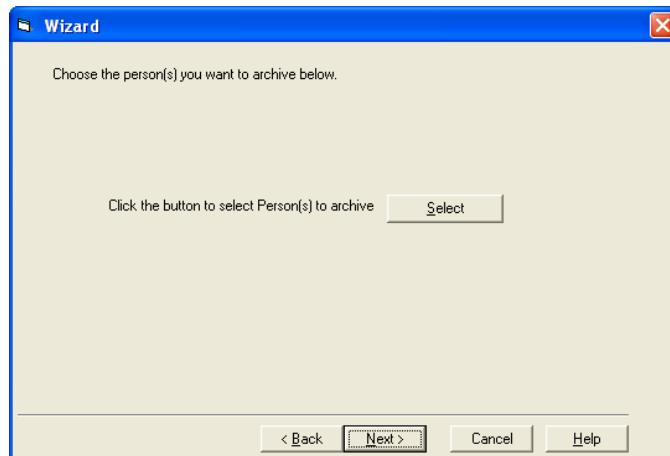 Wizard
Choose the person(s) you want to archive below.
Click the button to select Person(s) to archive Select
< Back Next > Cancel Help